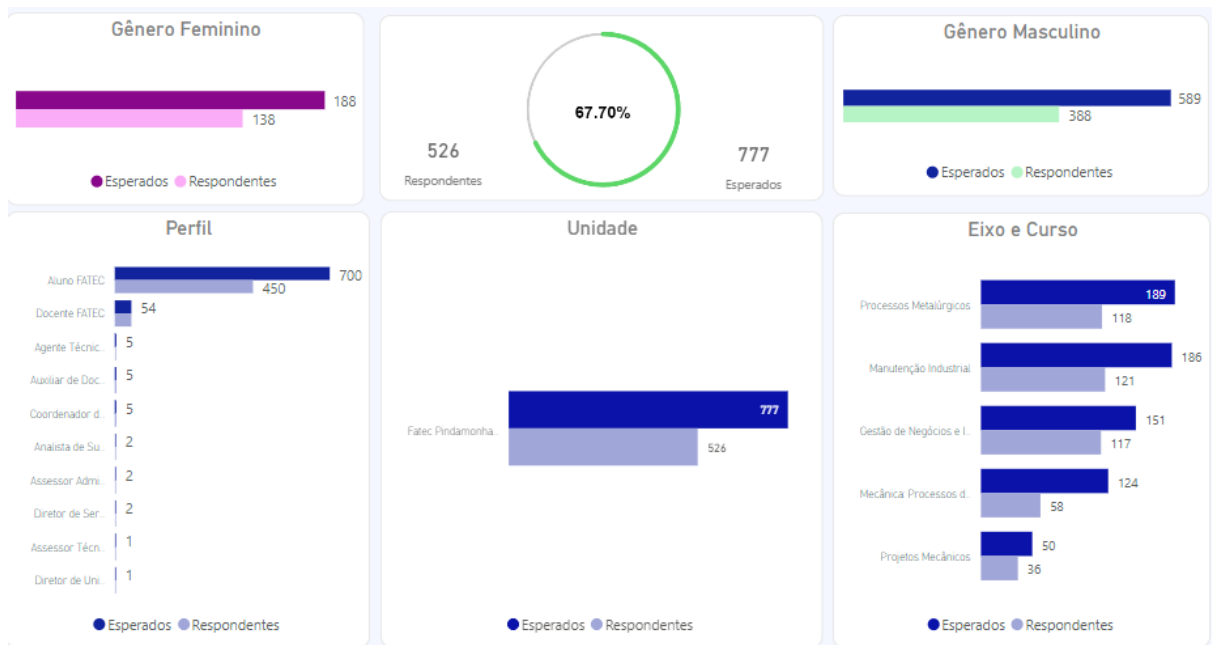 Gênero Feminino
188
138
Esperados Respondentes
67.70%
526
Respondentes
777
Esperados
Gênero Masculino
589
388
Esperados Respondentes
Perfil
Aluno FATEC
700
450
Docente FATEC
54
Agente Técnic...
5
Auxiliar de Doc...
5
Coordenador d...
5
Analista de Su...
2
Assessor Admi...
2
Diretor de Ser...
2
Assessor Técn...
1
Diretor de Uni...
1
Esperados Respondentes
Unidade
Fatec Pindamonha...
777
526
Esperados Respondentes
Eixo e Curso
Processos Metalúrgicos
189
118
Manutenção Industrial
186
121
Gestão de Negócios e I...
151
117
Mecânica: Processos d...
124
58
Projetos Mecânicos
50
36
Esperados Respondentes